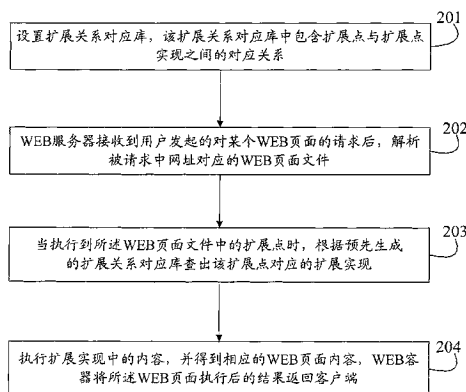 201
设置扩展关系对应库，该扩展关系对应库中包含扩展点与扩展点
实现之间的对应关系
202
WEB服务器接收到用户发起的对某个WEB页面的请求后，解析
被请求中网址对应的WEB页面文件
203
当执行到所述WEB页面文件中的扩展点时，根据预先生成
的扩展关系对应库查出该扩展点对应的扩展实现
204
执行扩展实现中的内容，并得到相应的WEB页面内容，WEB容
器将所述WEB页面执行后的结果返回客户端